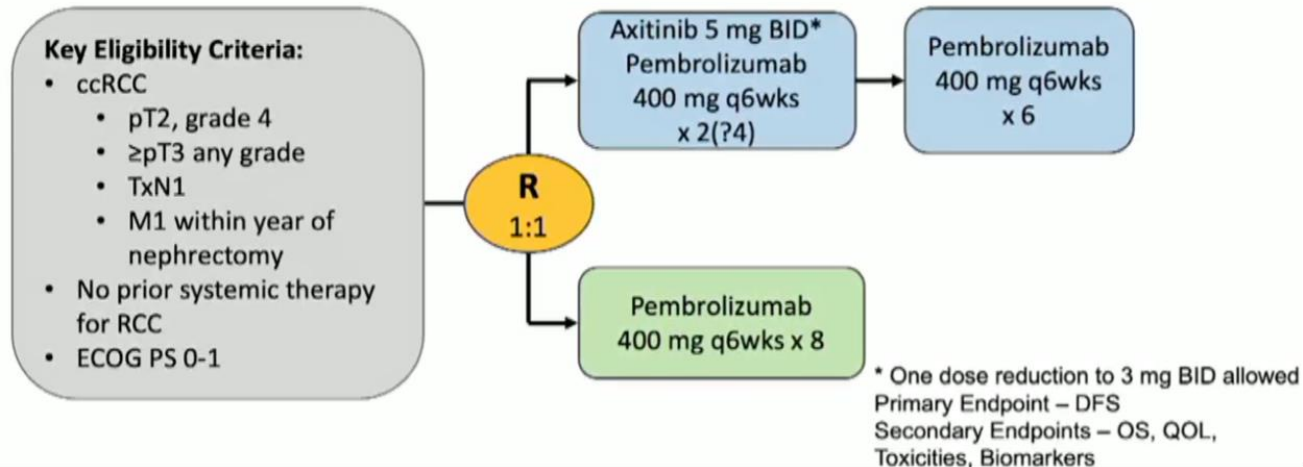 Key Eligibility Criteria:
• ccRCC
• pT2, grade 4
• ≥pT3 any grade
• TxN1
• M1 within year of
nephrectomy
• No prior systemic therapy
for RCC
• ECOG PS 0-1
R
1:1
Axitinib 5 mg BID*
Pembrolizumab
400 mg q6wks
x 2(?4)
Pembrolizumab
400 mg q6wks
x 6
Pembrolizumab
400 mg q6wks x 8
* One dose reduction to 3 mg BID allowed
Primary Endpoint – DFS
Secondary Endpoints – OS, QOL,
Toxicities, Biomarkers